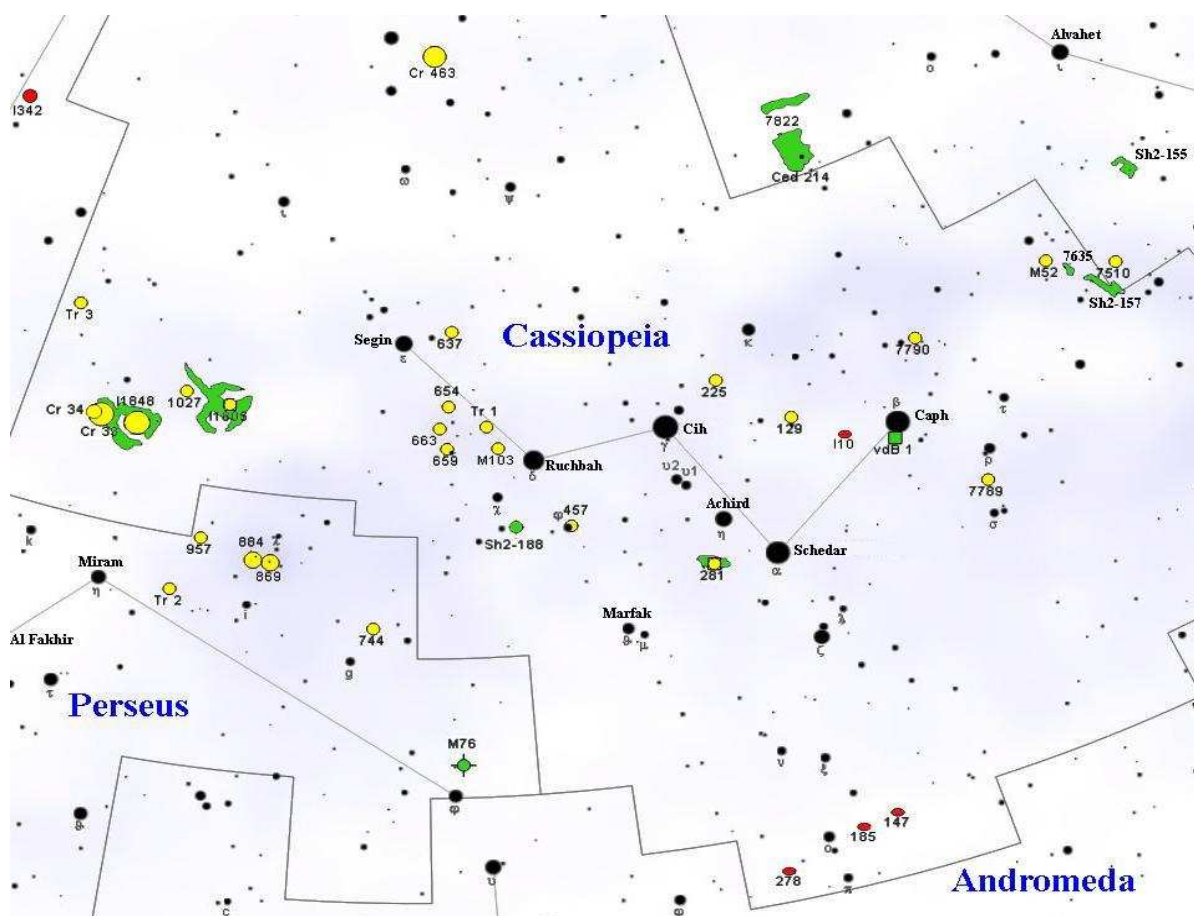 Alvahet
ι
ο
Cr 463
I342
7822
Ced 214
Sh2-155
ω
ψ
ι
7635
M52
7510
Sh2-157
Tr 3
Cassiopeia
Segin
ε
637
κ
7790
654
Tr 1
225
τ
I1848
1027
I1805
Cr 34
Cr 33
663
659
M103
Cih
γ
129
I10
β
Caph
vdB 1
ρ
Ruchbah
δ
υ2
υ1
7789
χ
Achird
η
σ
φ
457
Sh2-188
k
957
884
χ
869
Schedar
α
281
Miram
η
Tr 2
i
Marfak
θ
μ
λ
ζ
744
Al Fakhir
g
τ
Perseus
M76
ν
ξ
φ
θ
185
147
ο
278
π
Andromeda
υ
c